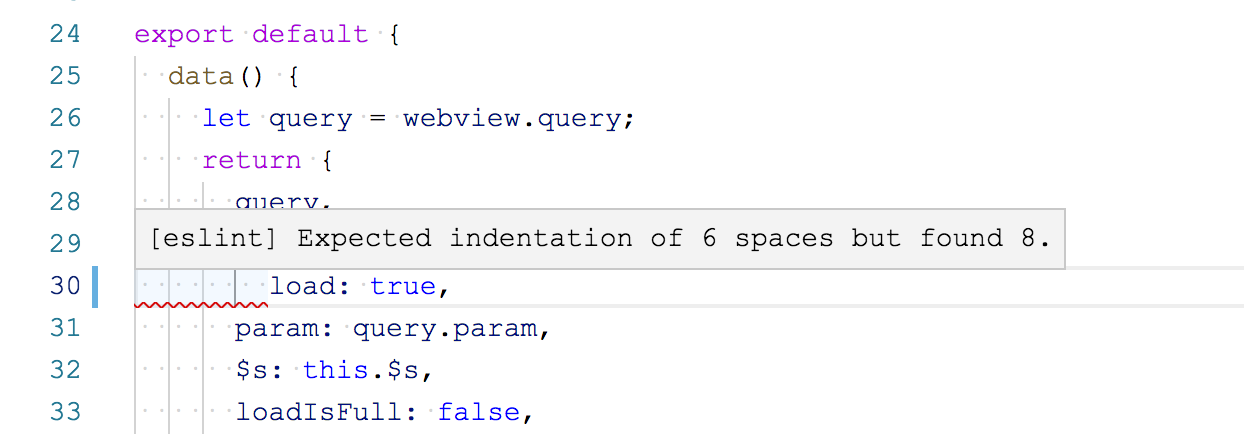 24 export default {
25 data() {
26 let query = webview.query;
27 return {
28 query,
[eslint] Expected indentation of 6 spaces but found 8.
29
30 load: true,
31 param: query.param,
32 $s: this.$s,
33 loadIsFull: false,